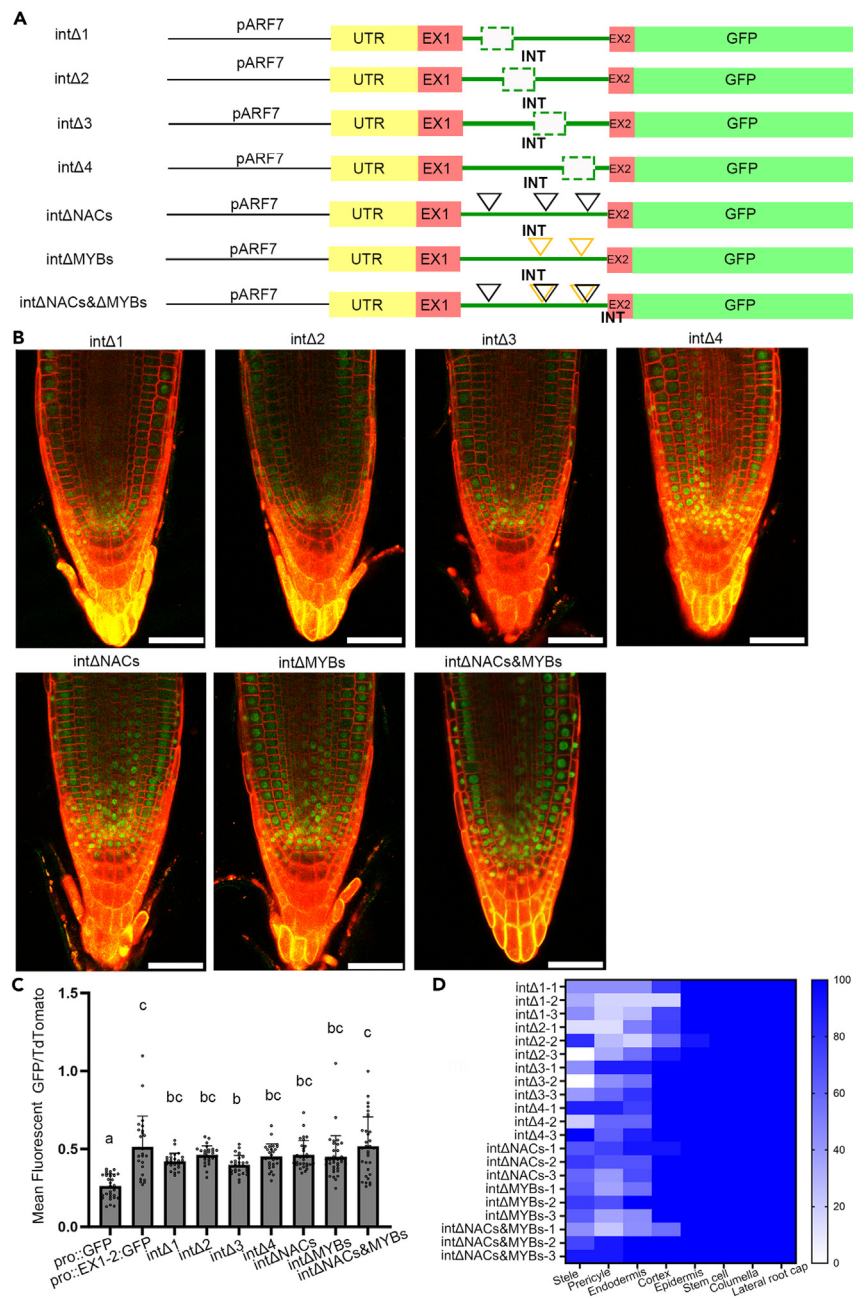 A
intΔ1 pARF7 UTR EX1 INT EX2 GFP
intΔ2 pARF7 UTR EX1 INT EX2 GFP
intΔ3 pARF7 UTR EX1 INT EX2 GFP
intΔ4 pARF7 UTR EX1 INT EX2 GFP
intΔNACs pARF7 UTR EX1 INT EX2 GFP
intΔMYBs pARF7 UTR EX1 INT EX2 GFP
intΔNACs&ΔMYBs pARF7 UTR EX1 INT EX2 GFP
B
intΔ1 intΔ2 intΔ3 intΔ4
intΔNACs intΔMYBs intΔNACs&MYBs
C
Mean Fluorescent GFP/TdTomato
1.5
1.0
0.5
0.0
a c bc bc b bc bc bc c
pro::GFP pro::EX1-2:GFP intΔ1 intΔ2 intΔ3 intΔ4 intΔNACs intΔMYBs intΔNACs&MYBs
D
intΔ1-1
intΔ1-2
intΔ1-3
intΔ2-1
intΔ2-2
intΔ2-3
intΔ3-1
intΔ3-2
intΔ3-3
intΔ4-1
intΔ4-2
intΔ4-3
intΔNACs-1
intΔNACs-2
intΔNACs-3
intΔMYBs-1
intΔMYBs-2
intΔMYBs-3
intΔNACs&MYBs-1
intΔNACs&MYBs-2
intΔNACs&MYBs-3
Stele Prericyle Endodermis Cortex Epidermis Stem cell Columella Lateral root cap
100
80
60
40
20
0